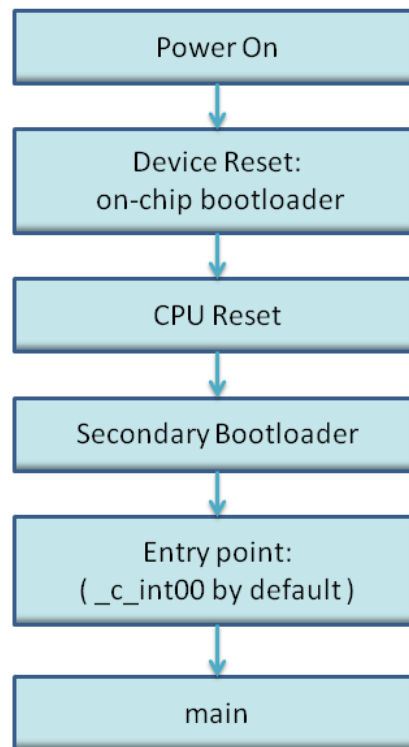 Power On
Device Reset:
on-chip bootloader
CPU Reset
Secondary Bootloader
Entry point:
( _c_int00 by default )
main